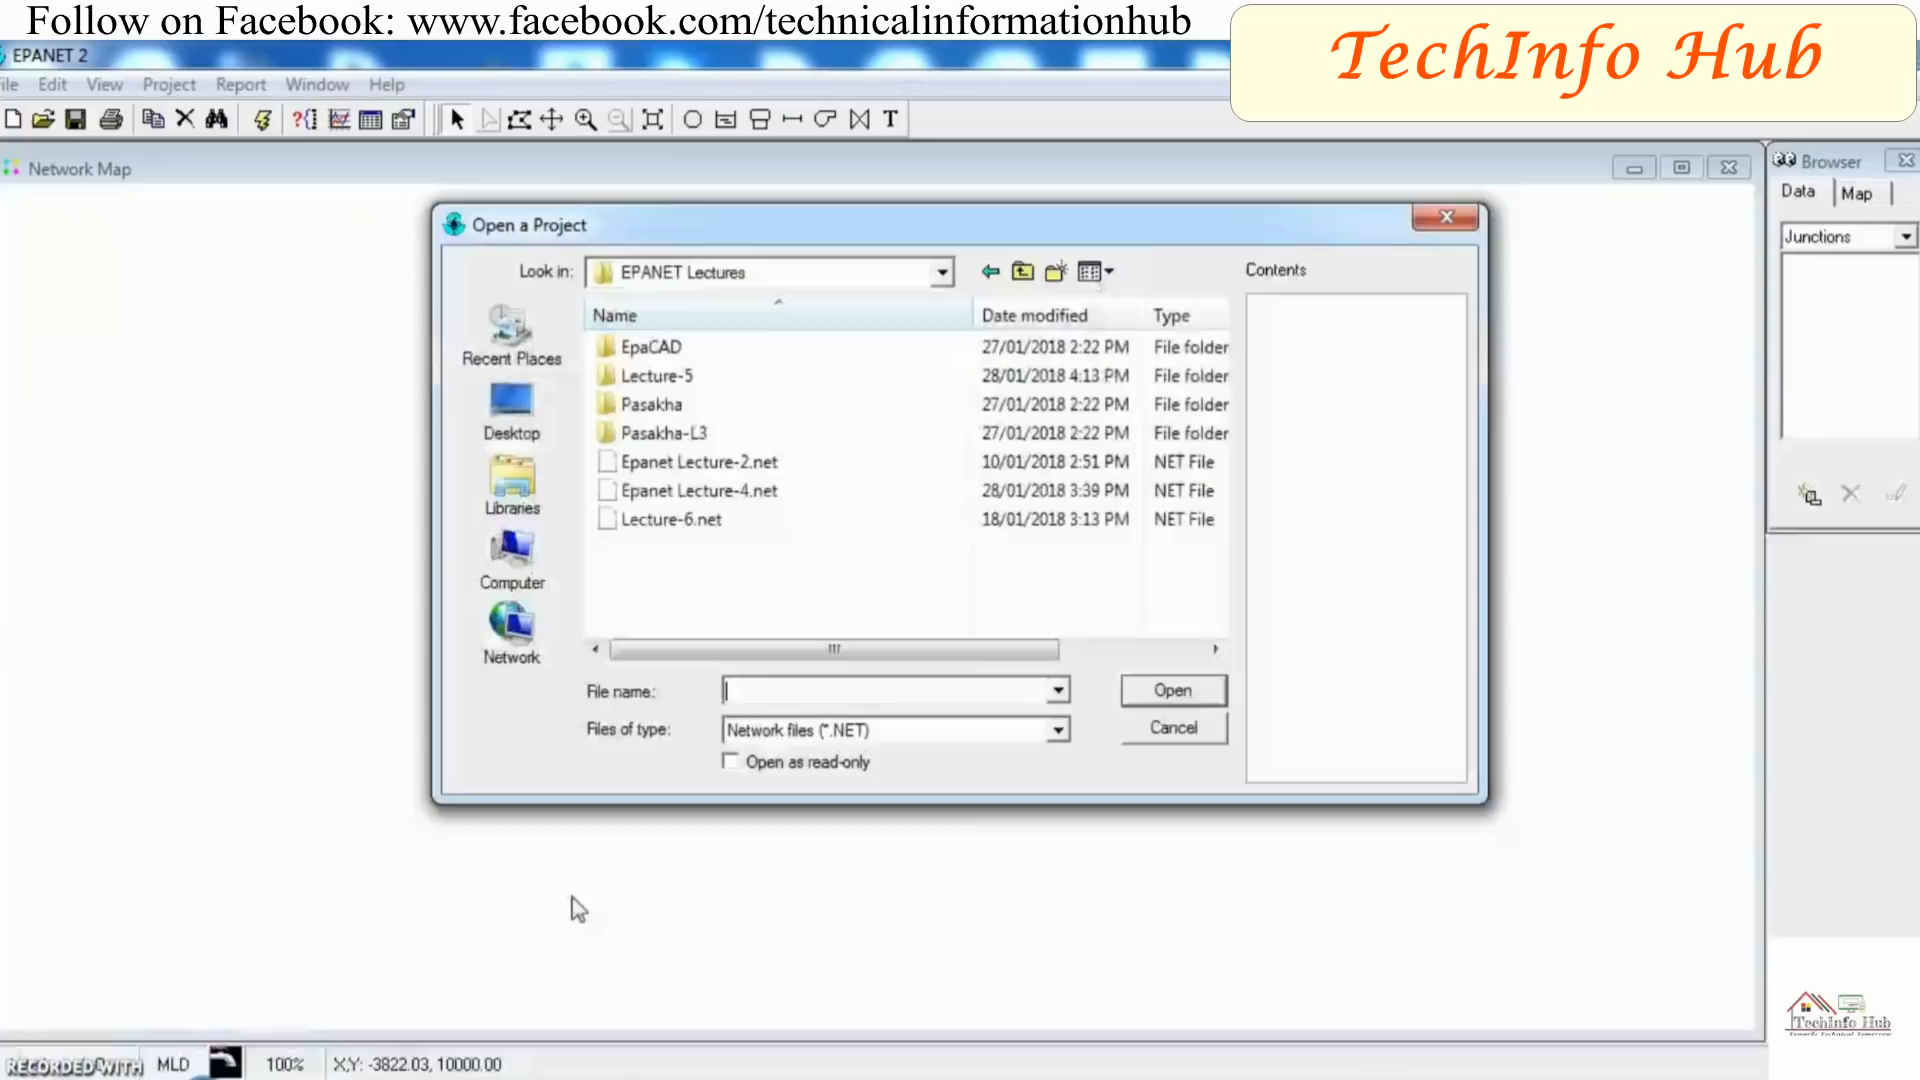 Follow on Facebook: www.facebook.com/technicalinformationhub
TechInfo Hub
EPANET 2
ile Edit View Project Report Window Help
Network Map
Browser
Data Map
Junctions
Open a Project
Look in: EPANET Lectures
Contents
Name Date modified Type
EpaCAD 27/01/2018 2:22 PM File folder
Lecture-5 28/01/2018 4:13 PM File folder
Pasakha 27/01/2018 2:22 PM File folder
Pasakha-L3 27/01/2018 2:22 PM File folder
Epanet Lecture-2.net 10/01/2018 2:51 PM NET File
Epanet Lecture-4.net 28/01/2018 3:39 PM NET File
Lecture-6.net 18/01/2018 3:13 PM NET File
Recent Places
Desktop
Libraries
Computer
Network
File name: Open
Files of type: Network files (*.NET) Cancel
Open as read-only
TechInfo Hub
RECORDED WITH MLD 100% X,Y: -3822.03, 10000.00